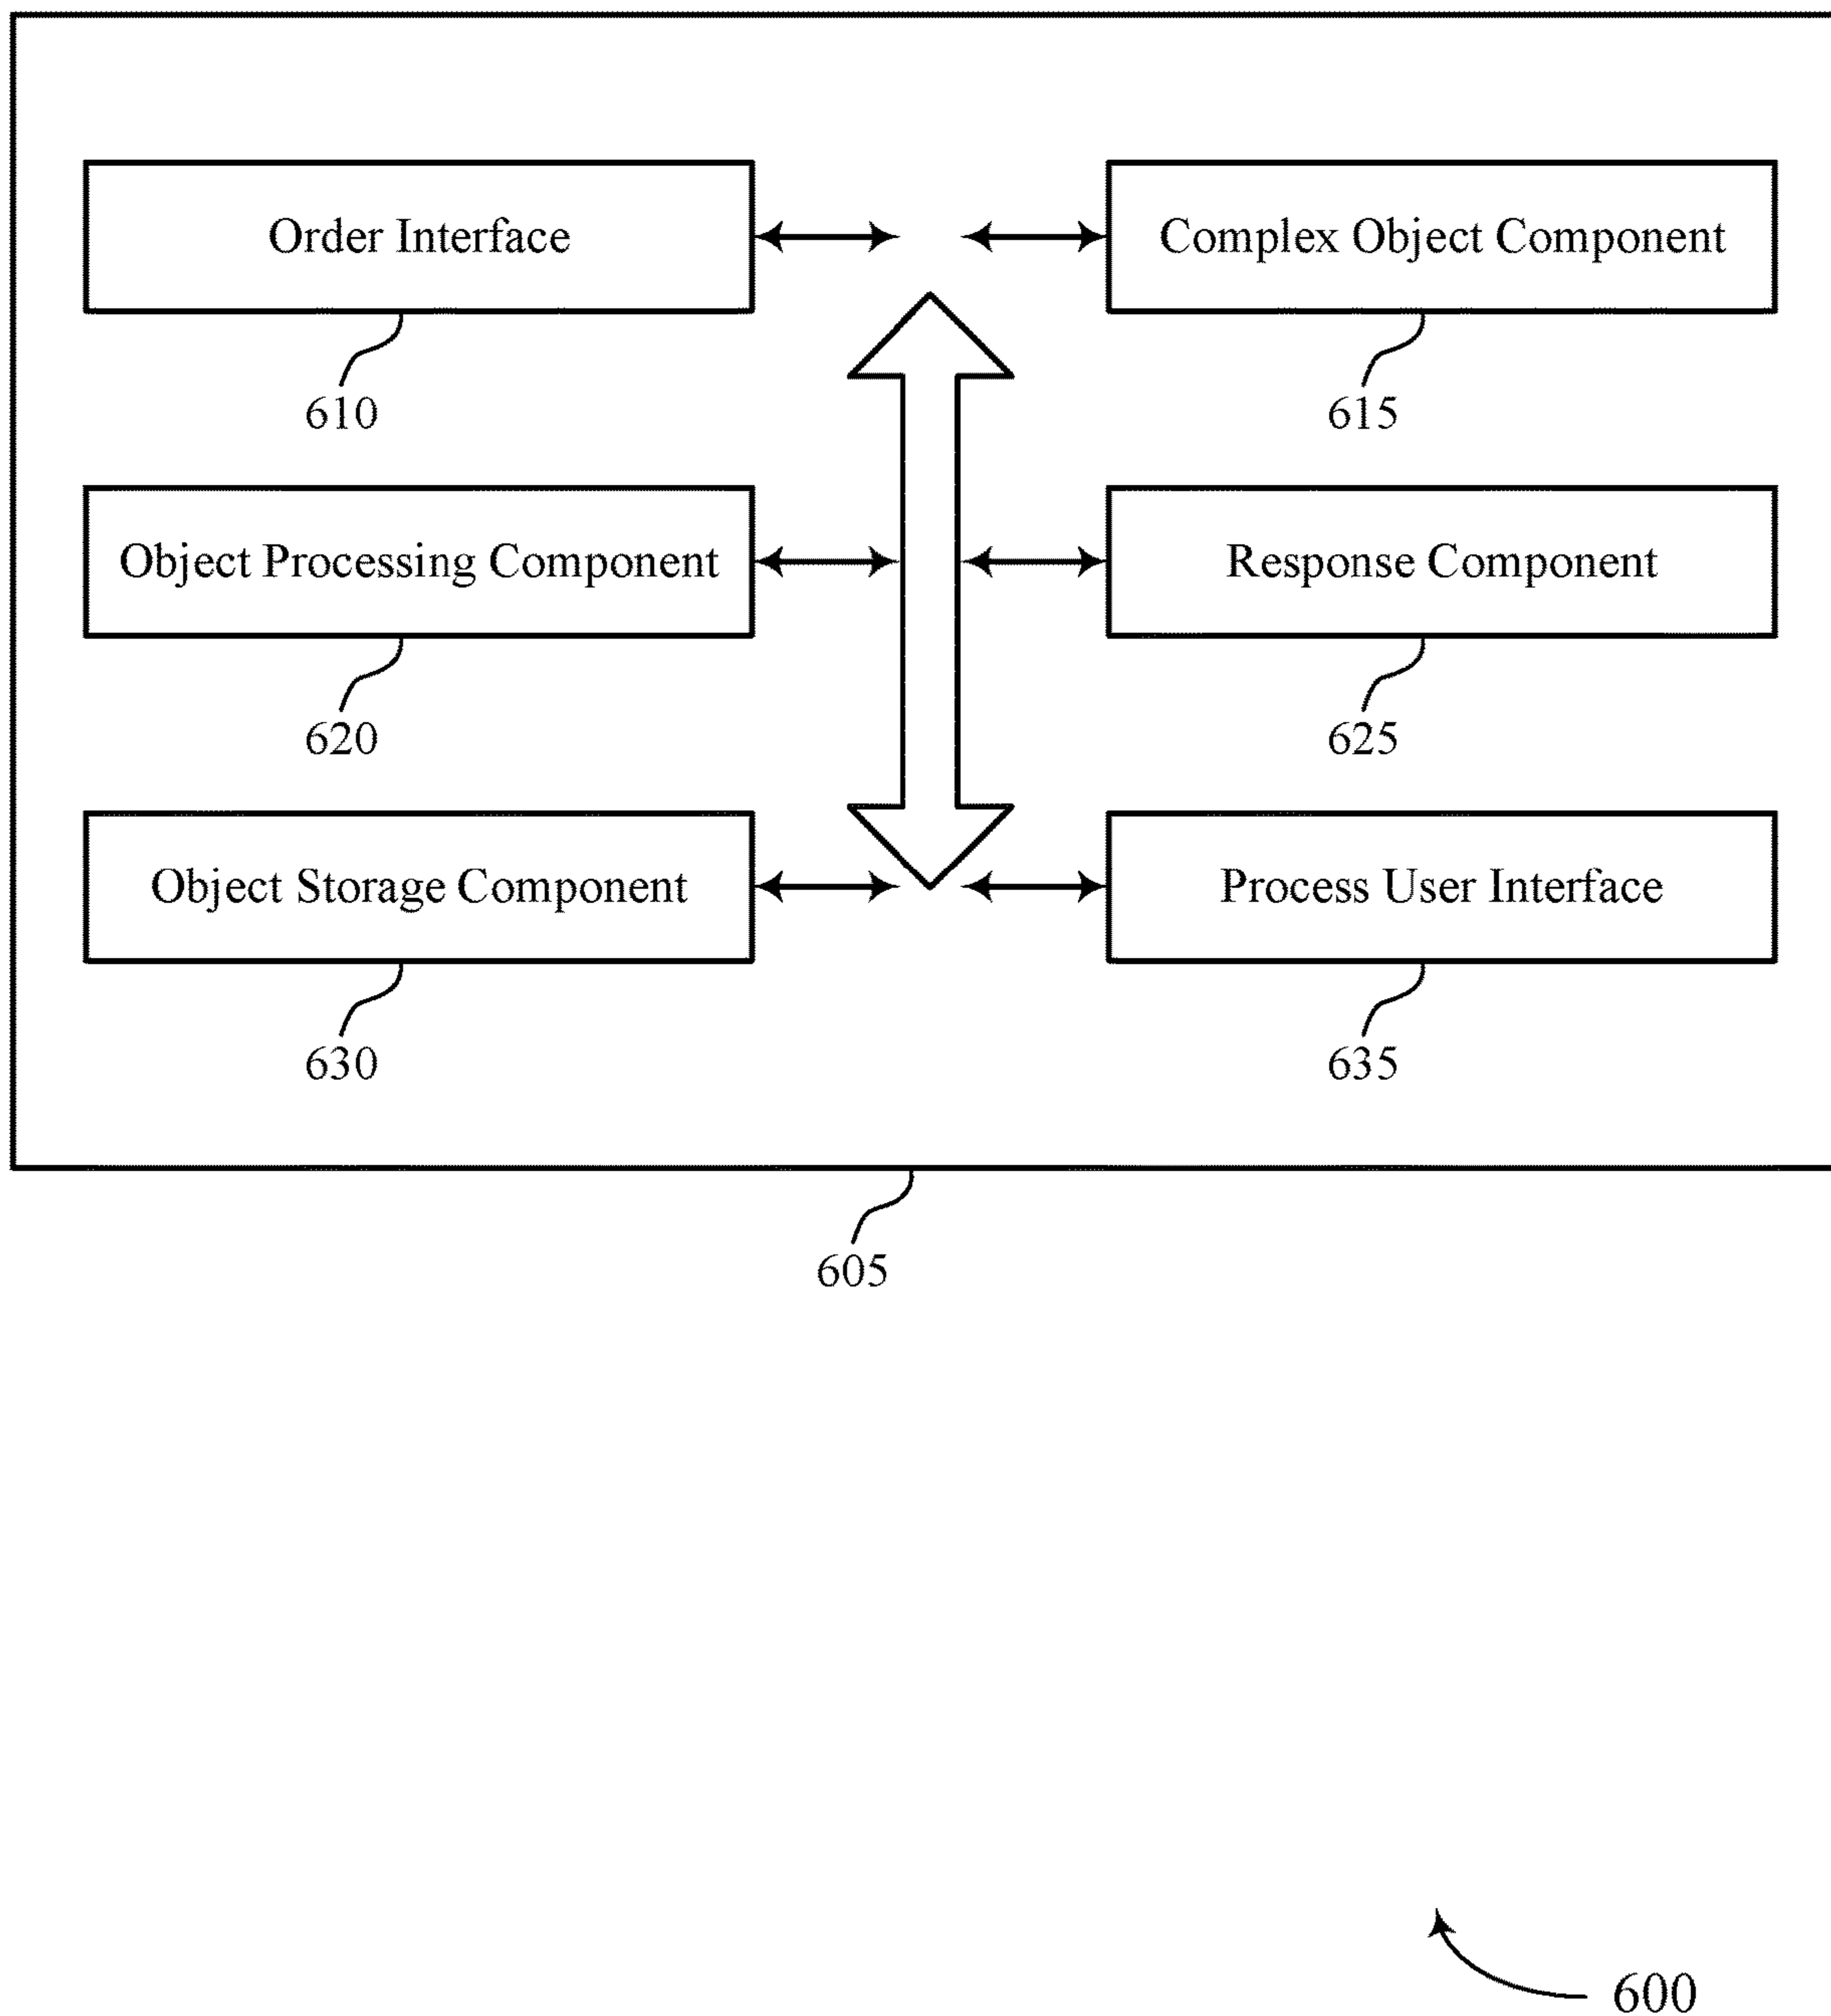 Order Interface
Complex Object Component
610
615
Object Processing Component
Response Component
620
625
Object Storage Component
Process User Interface
630
635
605
600